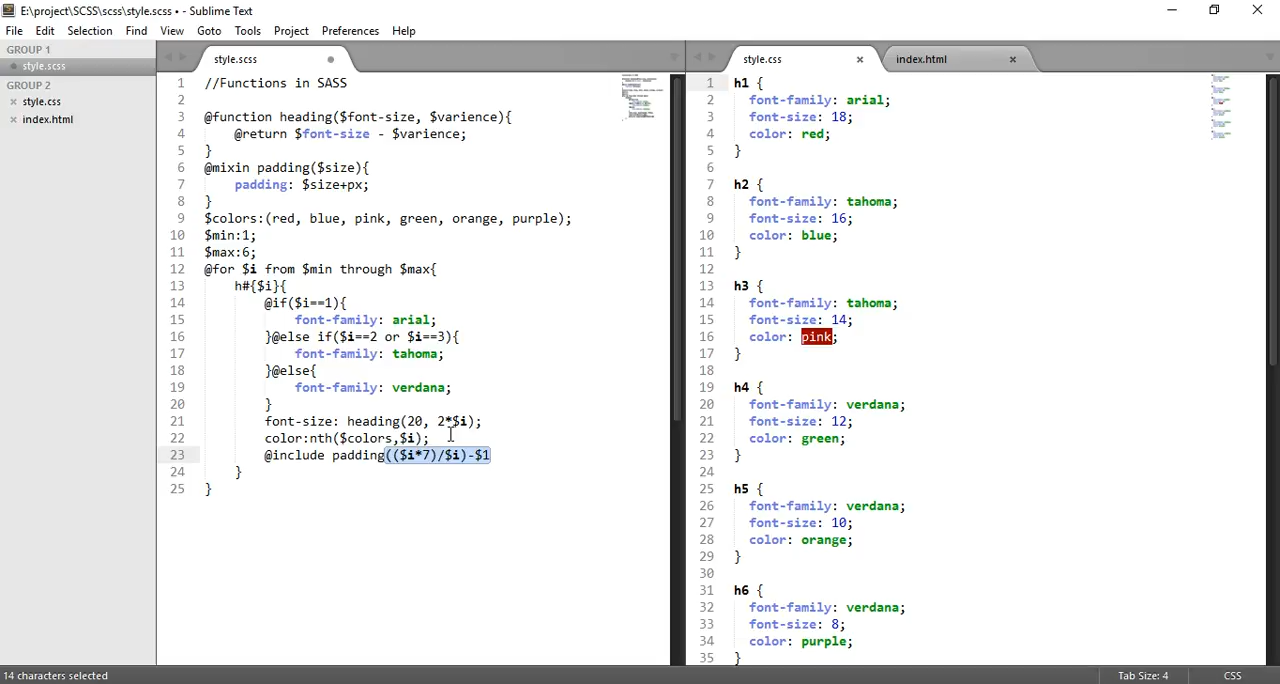 E:\project\SCSS\scss\style.scss • - Sublime Text
File Edit Selection Find View Goto Tools Project Preferences Help
GROUP 1
style.scss
GROUP 2
style.css
index.html
style.scss
1 //Functions in SASS
2
3 @function heading($font-size, $varience){
4 @return $font-size - $varience;
5 }
6 @mixin padding($size){
7 padding: $size+px;
8 }
9 $colors:(red, blue, pink, green, orange, purple);
10 $min:1;
11 $max:6;
12 @for $i from $min through $max{
13 h#{$i}{
14 @if($i==1){
15 font-family: arial;
16 }@else if($i==2 or $i==3){
17 font-family: tahoma;
18 }@else{
19 font-family: verdana;
20 }
21 font-size: heading(20, 2*$i);
22 color:nth($colors,$i);
23 @include padding(($i*7)/$i)-$1
24 }
25 }
style.css
index.html
1 h1 {
2 font-family: arial;
3 font-size: 18;
4 color: red;
5 }
6
7 h2 {
8 font-family: tahoma;
9 font-size: 16;
10 color: blue;
11 }
12
13 h3 {
14 font-family: tahoma;
15 font-size: 14;
16 color: pink;
17 }
18
19 h4 {
20 font-family: verdana;
21 font-size: 12;
22 color: green;
23 }
24
25 h5 {
26 font-family: verdana;
27 font-size: 10;
28 color: orange;
29 }
30
31 h6 {
32 font-family: verdana;
33 font-size: 8;
34 color: purple;
35 }
14 characters selected
Tab Size: 4
CSS